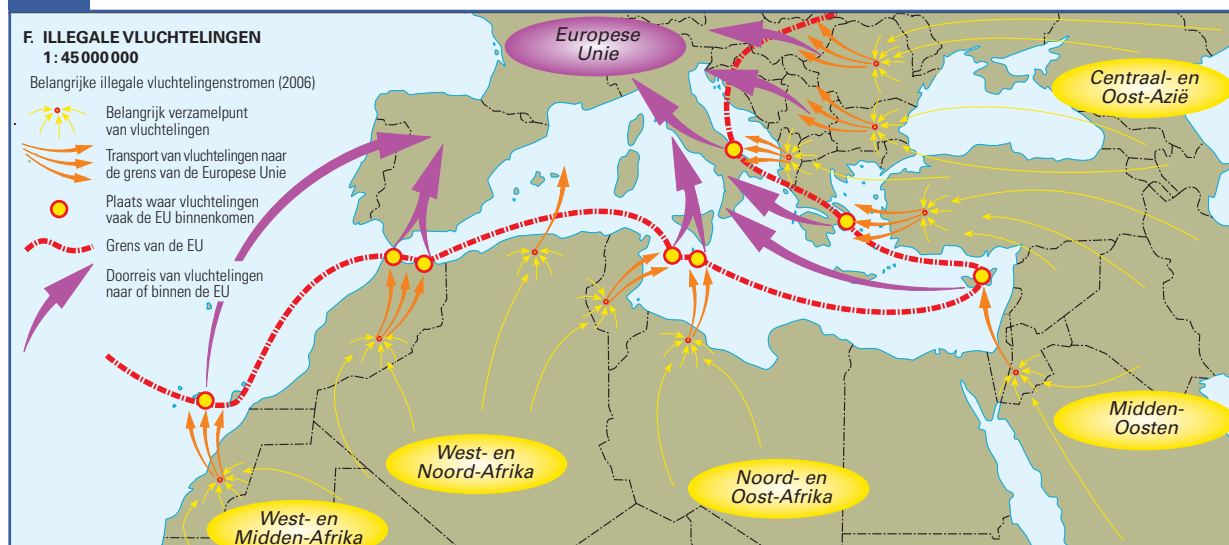 F. ILLEGALE VLUCHTELINGEN
1 : 45 000 000
Belangrijke illegale vluchtelingenstromen (2006)
Belangrijk verzamelpunt
van vluchtelingen
Transport van vluchtelingen naar
de grens van de Europese Unie
Plaats waar vluchtelingen
vaak de EU binnenkomen
Grens van de EU
Doorreis van vluchtelingen
naar of binnen de EU
Europese
Unie
Centraal- en
Oost-Azië
Midden-
Oosten
West- en
Noord-Afrika
Noord- en
Oost-Afrika
West- en
Midden-Afrika